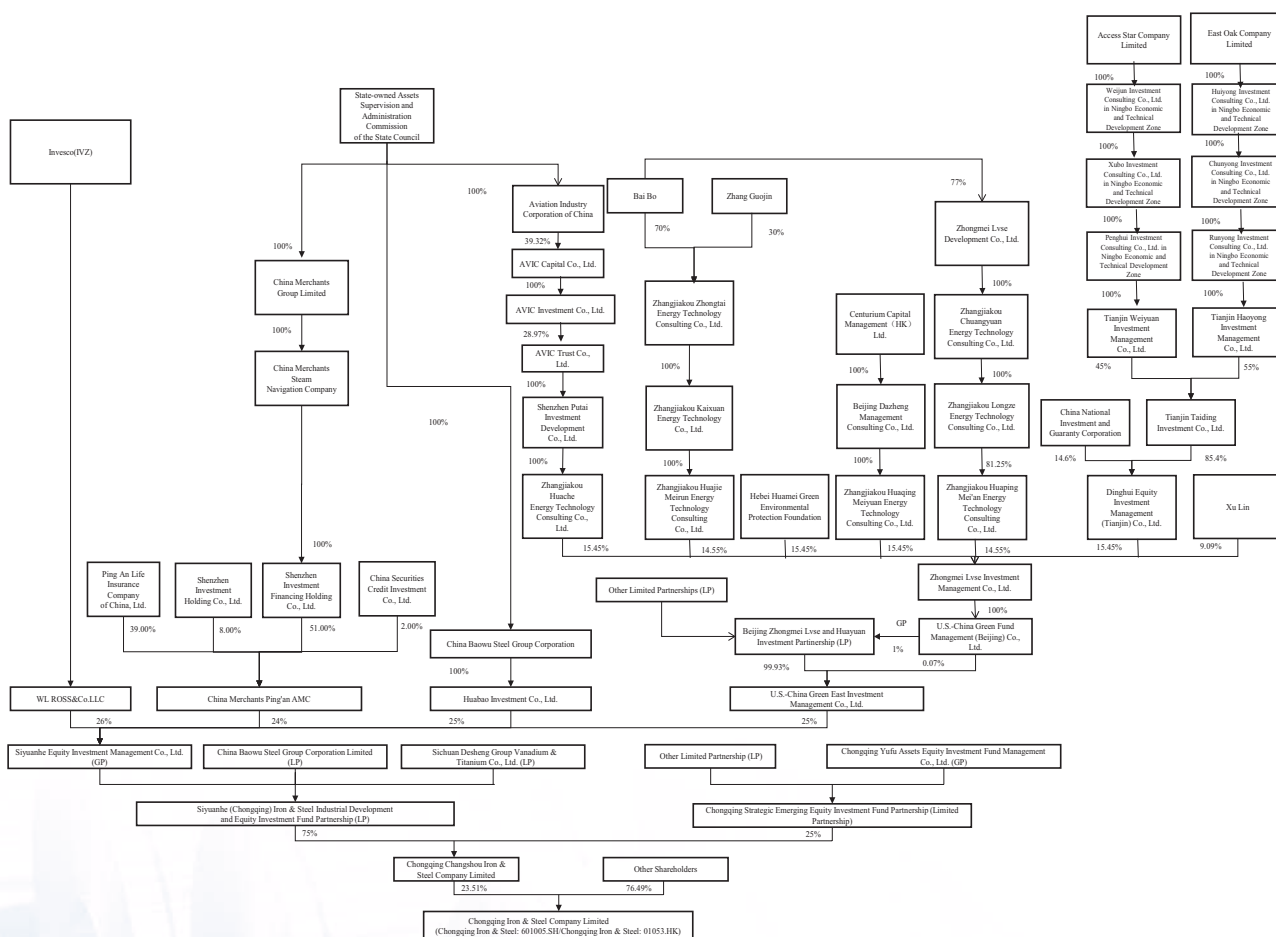 Access Star Company
Limited
East Oak Company
Limited
100%
100%
State-owned Assets
Supervision and
Administration
Commission
of the State Council
Weijun Investment
Consulting Co., Ltd.
in Ningbo Economic
and Technical
Development Zone
Huiyong Investment
Consulting Co., Ltd.
in Ningbo Economic
and Technical
Development Zone
Invesco(IVZ)
100%
100%
Xubo Investment
Consulting Co., Ltd.
in Ningbo Economic
and Technical
Development Zone
Chunyong Investment
Consulting Co., Ltd.
in Ningbo Economic
and Technical
Development Zone
100%
Aviation Industry
Corporation of China
Bai Bo
Zhang Guojin
77%
100%
100%
70%
30%
Zhongmei Lvse
Development Co., Ltd.
39.32%
Penghui Investment
Consulting Co., Ltd. in
Ningbo Economic and
Technical Development
Zone
Runyong Investment
Consulting Co., Ltd.
in Ningbo Economic
and Technical
Development Zone
100%
AVIC Capital Co., Ltd.
China Merchants
Group Limited
100%
100%
100%
100%
AVIC Investment Co., Ltd.
Zhangjiakou Zhongtai
Energy Technology
Consulting Co., Ltd.
Centurium Capital
Management（HK）
Ltd.
Zhangjiakou
Chuangyuan
Energy Technology
Consulting Co., Ltd.
Tianjin Weiyuan
Investment
Management
Co., Ltd.
Tianjin Haoyong
Investment
Management
Co., Ltd.
100%
28.97%
AVIC Trust Co.,
Ltd.
China Merchants
Steam
Navigation Company
100%
100%
100%
100%
45%
55%
100%
Shenzhen Putai
Investment
Development
Co., Ltd.
Zhangjiakou Kaixuan
Energy Technology
Co., Ltd.
Beijing Dazheng
Management
Consulting Co., Ltd.
Zhangjiakou Longze
Energy Technology
Consulting Co., Ltd.
China National
Investment and
Guaranty Corporation
Tianjin Taiding
Investment Co., Ltd.
100%
100%
100%
81.25%
14.6%
85.4%
Zhangjiakou
Huache
Energy Technology
Consulting Co.,
Ltd.
Zhangjiakou Huajie
Meirun Energy
Technology
Consulting
Co., Ltd.
Hebei Huamei Green
Environmental
Protection Foundation
Zhangjiakou Huaqing
Meiyuan Energy
Technology
Consulting Co., Ltd.
Zhangjiakou Huaping
Mei'an Energy
Technology
Consulting
Co., Ltd.
Dinghui Equity
Investment
Management
(Tianjin) Co., Ltd.
Xu Lin
100%
15.45%
14.55%
15.45%
15.45%
14.55%
15.45%
9.09%
Ping An Life
Insurance
Company
of China, Ltd.
Shenzhen
Investment
Holding Co., Ltd.
Shenzhen
Investment
Financing Holding
Co., Ltd.
China Securities
Credit Investment
Co., Ltd.
Other Limited Partnerships (LP)
Zhongmei Lvse Investment
Management Co., Ltd.
100%
39.00%
8.00%
51.00%
2.00%
China Baowu Steel Group Corporation
Beijing Zhongmei Lvse and Huayuan
Investment Partnership (LP)
GP
1%
U.S.-China Green Fund
Management (Beijing) Co.,
Ltd.
100%
99.93%
0.07%
WL ROSS&Co.LLC
China Merchants Ping'an AMC
Huabao Investment Co., Ltd.
U.S.-China Green East Investment
Management Co., Ltd.
26%
24%
25%
25%
Siyuanhe Equity Investment Management Co., Ltd.
(GP)
China Baowu Steel Group Corporation Limited
(LP)
Sichuan Desheng Group Vanadium &
Titanium Co., Ltd. (LP)
Other Limited Partnership (LP)
Chongqing Yufu Assets Equity Investment Fund Management
Co., Ltd. (GP)
Siyuanhe (Chongqing) Iron & Steel Industrial Development
and Equity Investment Fund Partnership (LP)
Chongqing Strategic Emerging Equity Investment Fund Partnership (Limited
Partnership)
75%
25%
Chongqing Changshou Iron &
Steel Company Limited
Other Shareholders
23.51%
76.49%
Chongqing Iron & Steel Company Limited
(Chongqing Iron & Steel: 601005.SH/Chongqing Iron & Steel: 01053.HK)